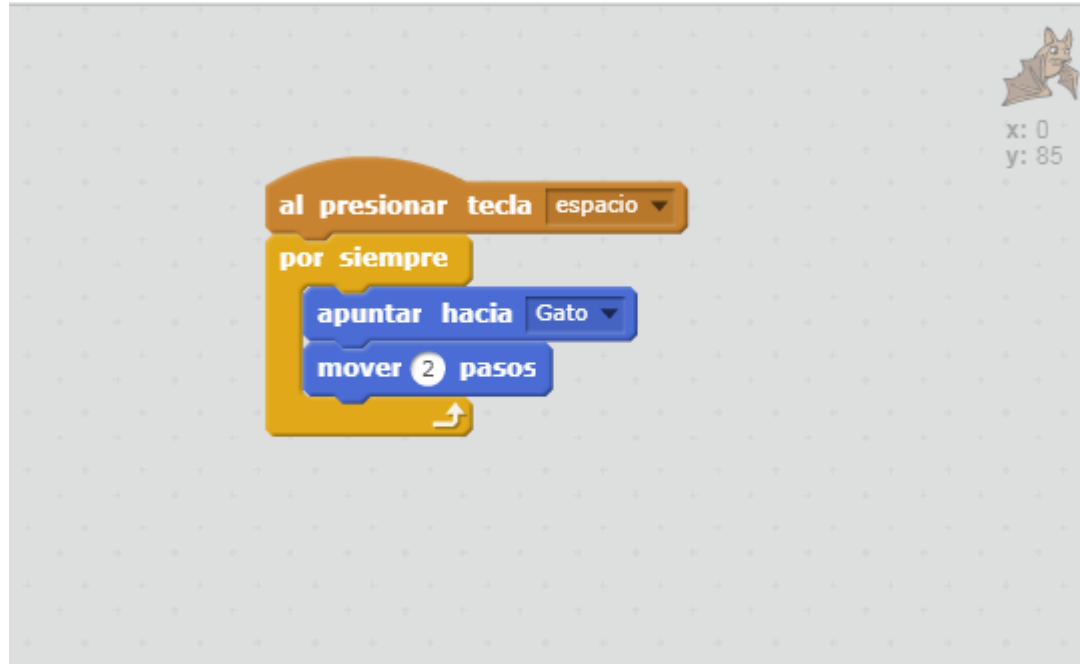 x: 0
y: 85
al presionar tecla espacio
por siempre
apuntar hacia Gato
mover 2 pasos